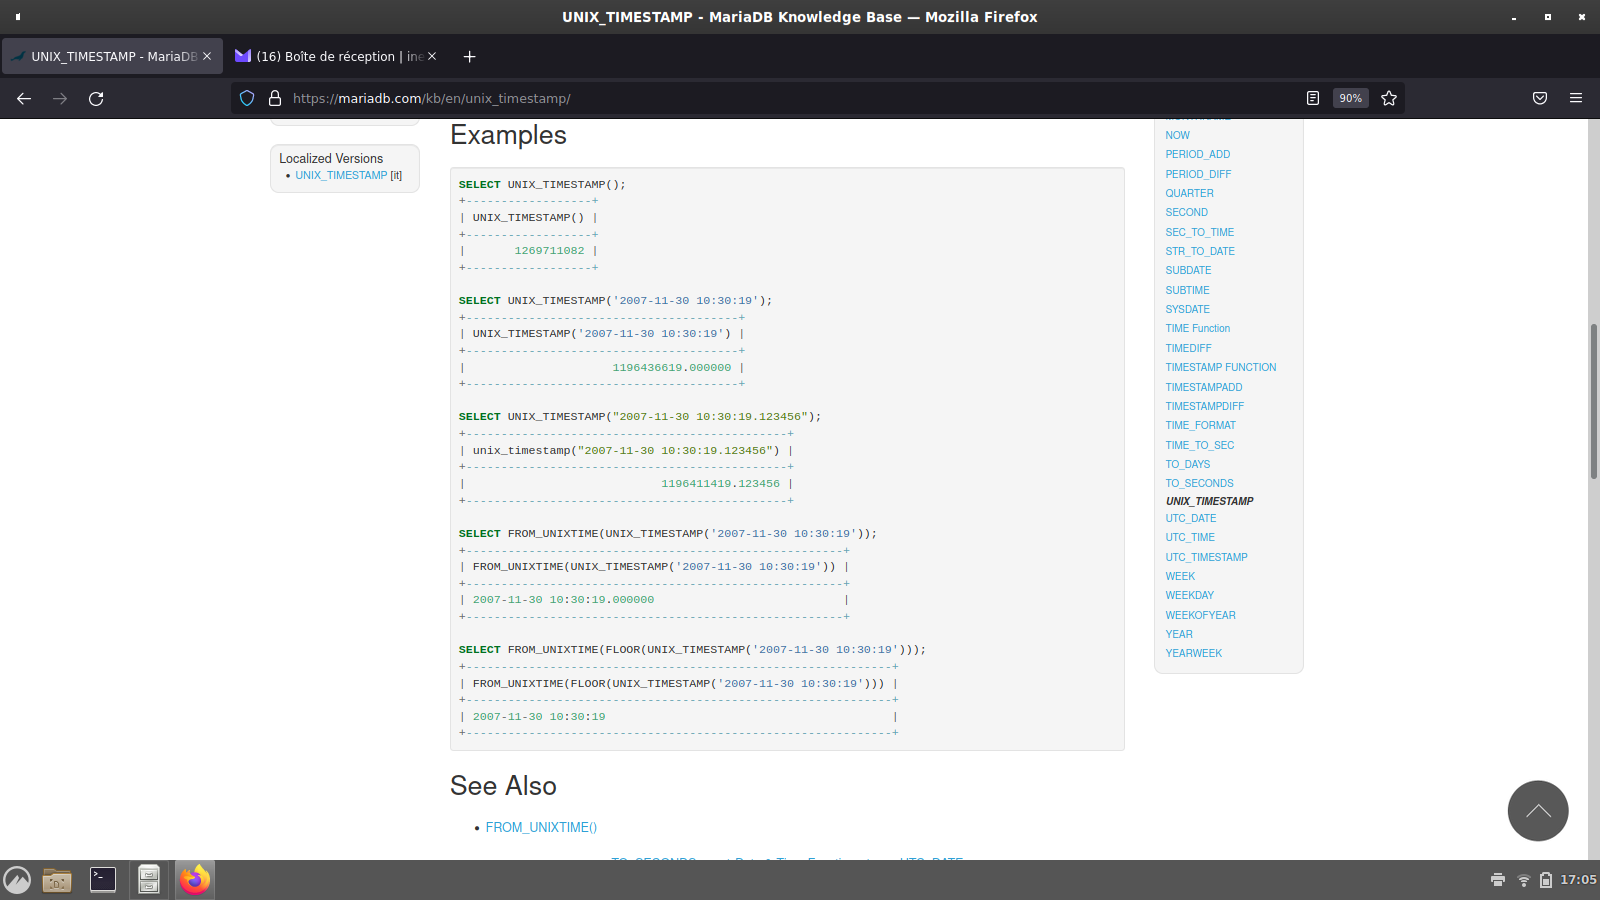 UNIX_TIMESTAMP - MariaDB Knowledge Base — Mozilla Firefox
UNIX_TIMESTAMP - MariaDB
(16) Boîte de réception | ine
https://mariadb.com/kb/en/unix_timestamp/
90%
Localized Versions
• UNIX_TIMESTAMP [it]
Examples
SELECT UNIX_TIMESTAMP();
+------------------+
| UNIX_TIMESTAMP() |
+------------------+
|       1269711082 |
+------------------+
SELECT UNIX_TIMESTAMP('2007-11-30 10:30:19');
+---------------------------------------+
| UNIX_TIMESTAMP('2007-11-30 10:30:19') |
+---------------------------------------+
|                     1196436619.000000 |
+---------------------------------------+
SELECT UNIX_TIMESTAMP("2007-11-30 10:30:19.123456");
+----------------------------------------------+
| unix_timestamp("2007-11-30 10:30:19.123456") |
+----------------------------------------------+
|                            1196411419.123456 |
+----------------------------------------------+
SELECT FROM_UNIXTIME(UNIX_TIMESTAMP('2007-11-30 10:30:19'));
+------------------------------------------------------+
| FROM_UNIXTIME(UNIX_TIMESTAMP('2007-11-30 10:30:19')) |
+------------------------------------------------------+
| 2007-11-30 10:30:19.000000                           |
+------------------------------------------------------+
SELECT FROM_UNIXTIME(FLOOR(UNIX_TIMESTAMP('2007-11-30 10:30:19')));
+-------------------------------------------------------------+
| FROM_UNIXTIME(FLOOR(UNIX_TIMESTAMP('2007-11-30 10:30:19'))) |
+-------------------------------------------------------------+
| 2007-11-30 10:30:19                                         |
+-------------------------------------------------------------+
See Also
• FROM_UNIXTIME()
NOW
PERIOD_ADD
PERIOD_DIFF
QUARTER
SECOND
SEC_TO_TIME
STR_TO_DATE
SUBDATE
SUBTIME
SYSDATE
TIME Function
TIMEDIFF
TIMESTAMP FUNCTION
TIMESTAMPADD
TIMESTAMPDIFF
TIME_FORMAT
TIME_TO_SEC
TO_DAYS
TO_SECONDS
UNIX_TIMESTAMP
UTC_DATE
UTC_TIME
UTC_TIMESTAMP
WEEK
WEEKDAY
WEEKOFYEAR
YEAR
YEARWEEK
17:05